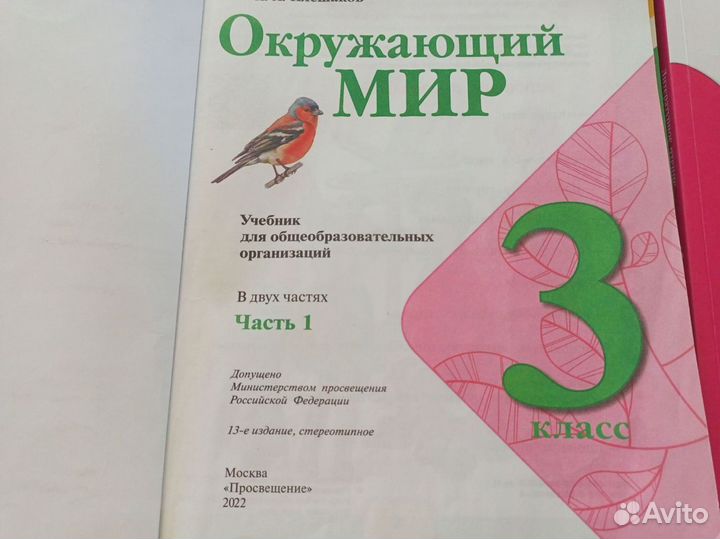 Окружающий
МИР
Учебник
для общеобразовательных
организаций
В двух частях
Часть 1
Допущено
Министерством просвещения
Российской Федерации
13-е издание, стереотипное
Москва
«Просвещение»
2022
3
класс
Avito